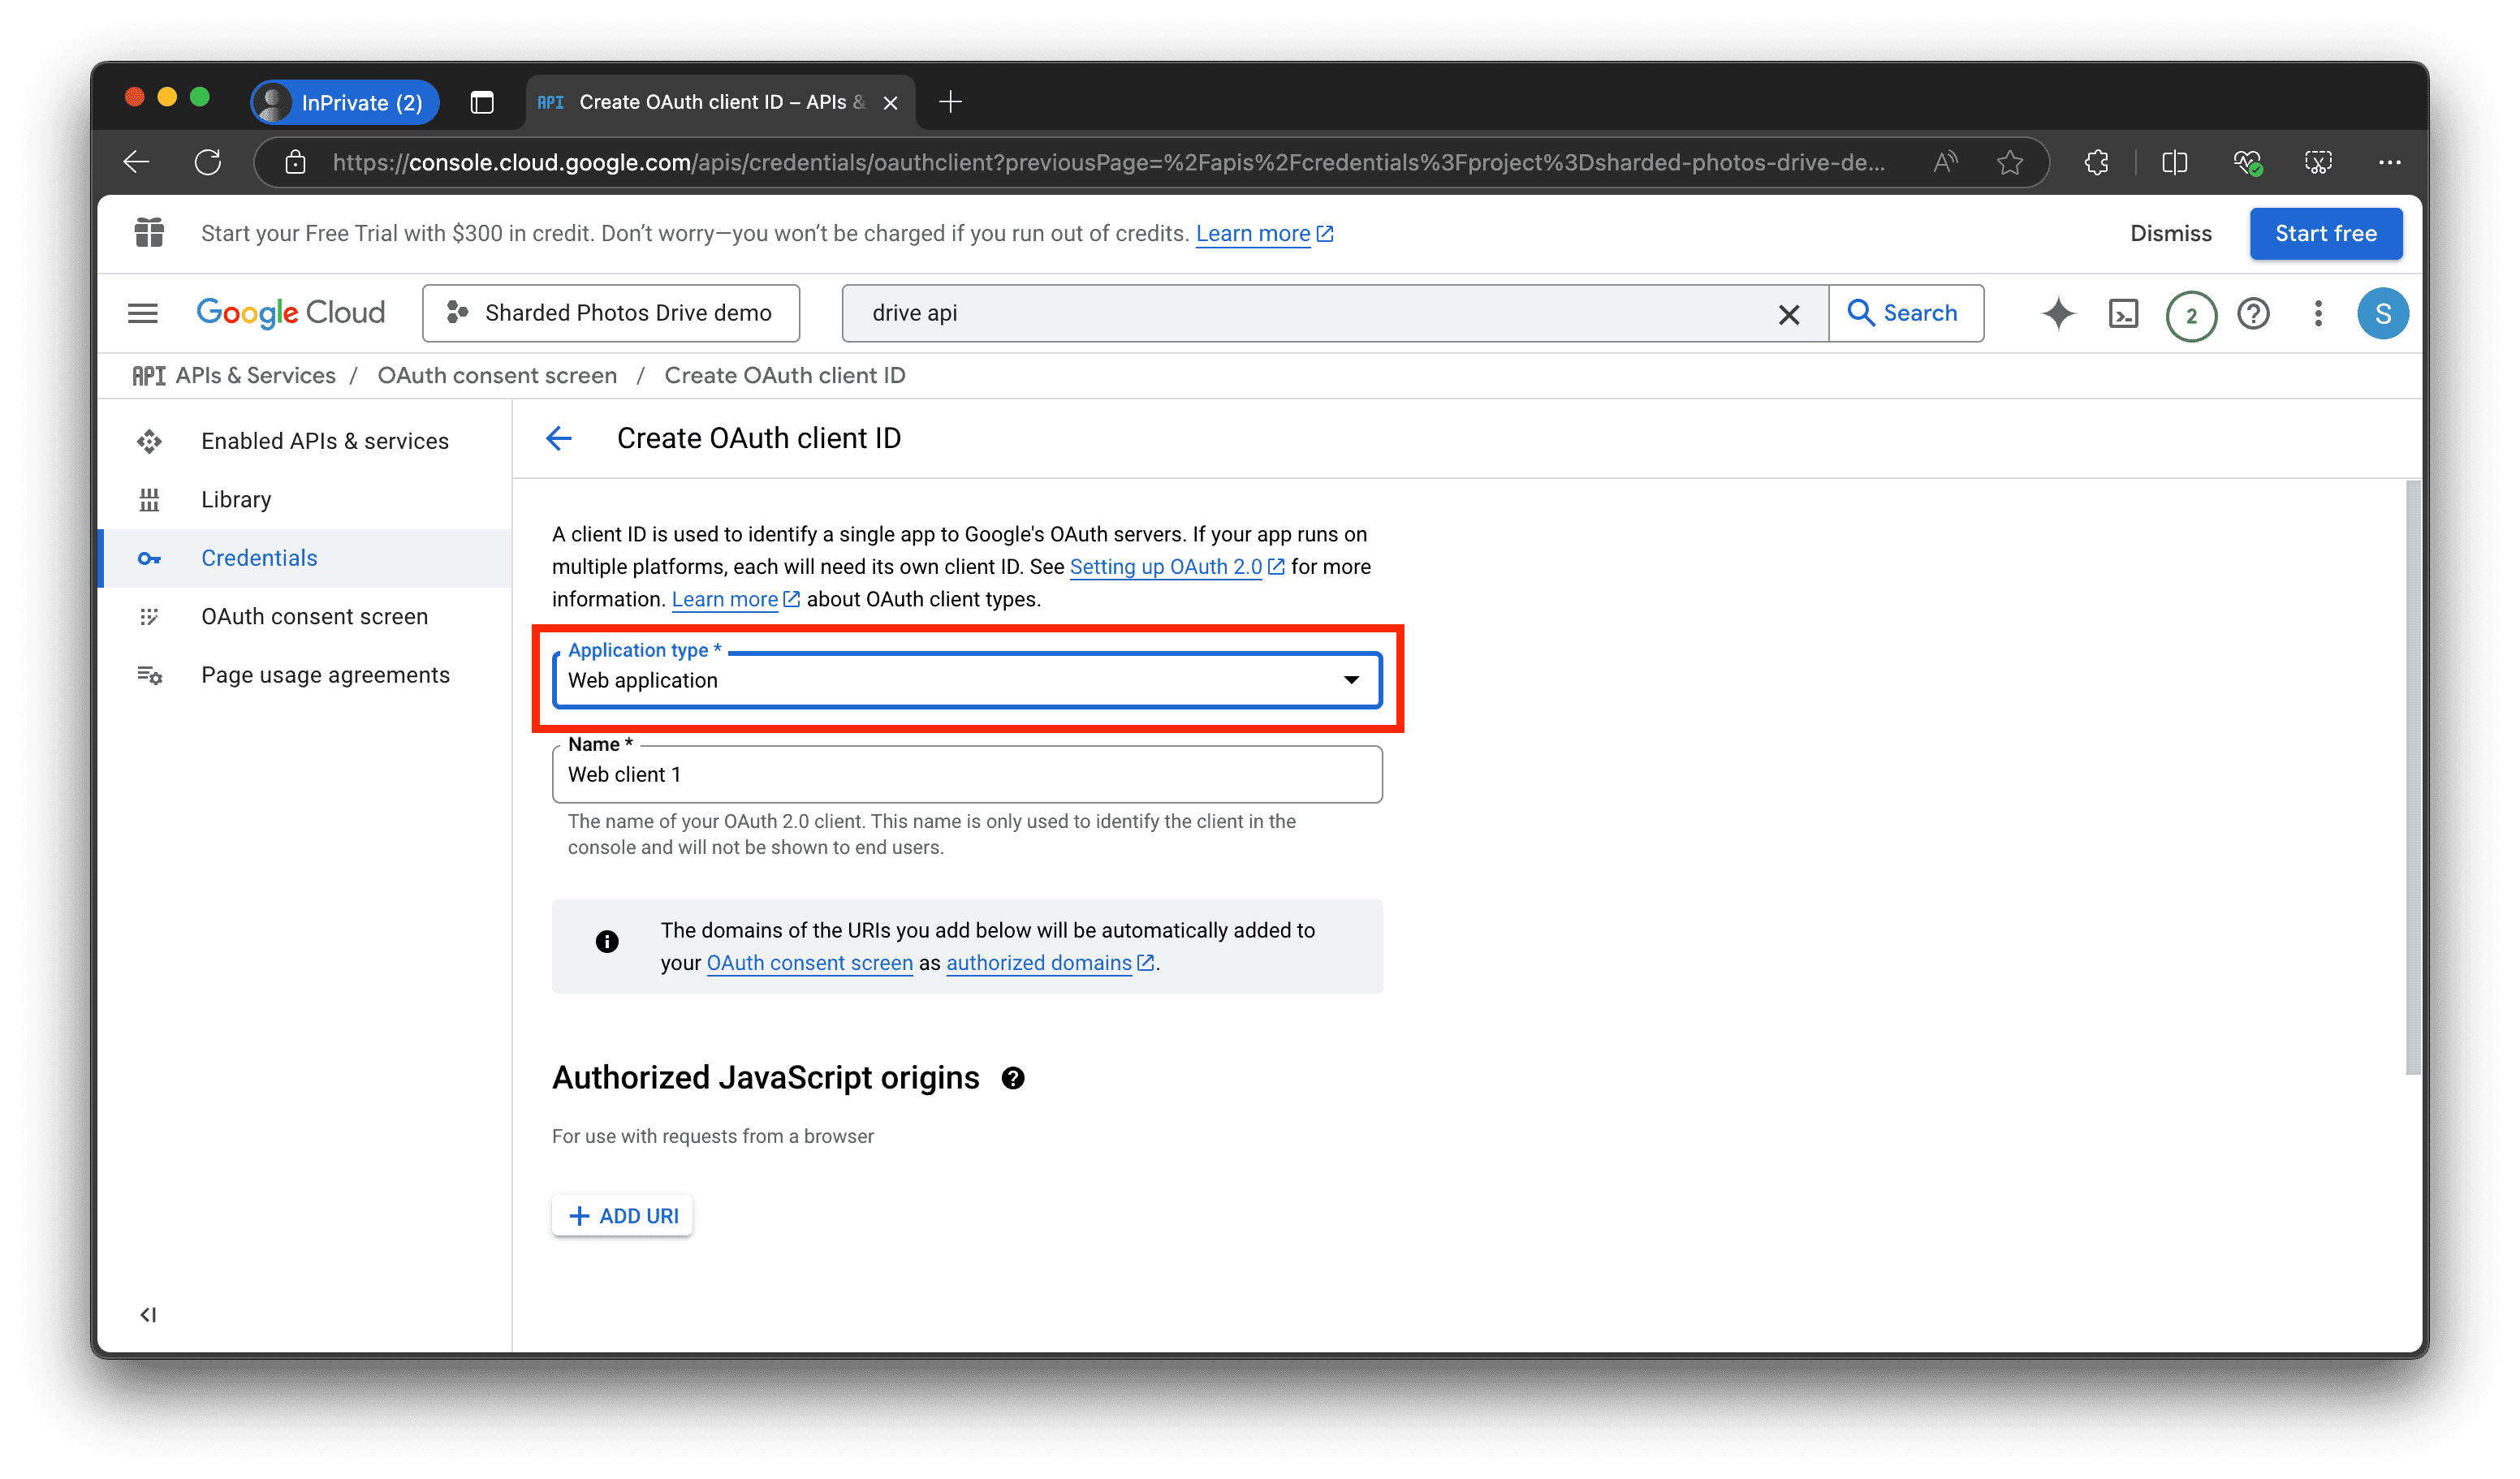 InPrivate (2)
API Create OAuth client ID – APIs &
https://console.cloud.google.com/apis/credentials/oauthclient?previousPage=%2Fapis%2Fcredentials%3Fproject%3Dsharded-photos-drive-de...
Start your Free Trial with $300 in credit. Don’t worry—you won’t be charged if you run out of credits. Learn more
Dismiss
Start free
Google Cloud
Sharded Photos Drive demo
drive api
Search
2
S
API APIs & Services / OAuth consent screen / Create OAuth client ID
Enabled APIs & services
Library
Credentials
OAuth consent screen
Page usage agreements
Create OAuth client ID
A client ID is used to identify a single app to Google's OAuth servers. If your app runs on
multiple platforms, each will need its own client ID. See Setting up OAuth 2.0 for more
information. Learn more about OAuth client types.
Application type *
Web application
Name *
Web client 1
The name of your OAuth 2.0 client. This name is only used to identify the client in the
console and will not be shown to end users.
The domains of the URIs you add below will be automatically added to
your OAuth consent screen as authorized domains.
Authorized JavaScript origins
For use with requests from a browser
ADD URI